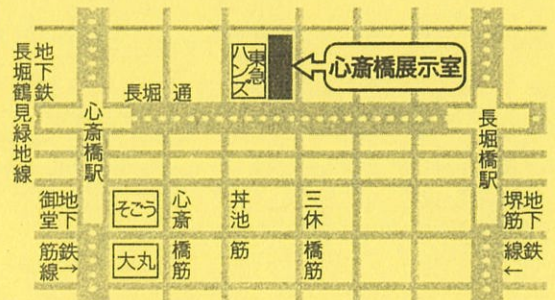 心斎橋展示室
東急
ハンズ
地下鉄
長堀鶴見緑地線
長堀通
心斎橋駅
長堀橋駅
地下鉄→
御堂筋線
そごう
大丸
心斎橋筋
丼池筋
三休橋筋
地下鉄
堺筋線←